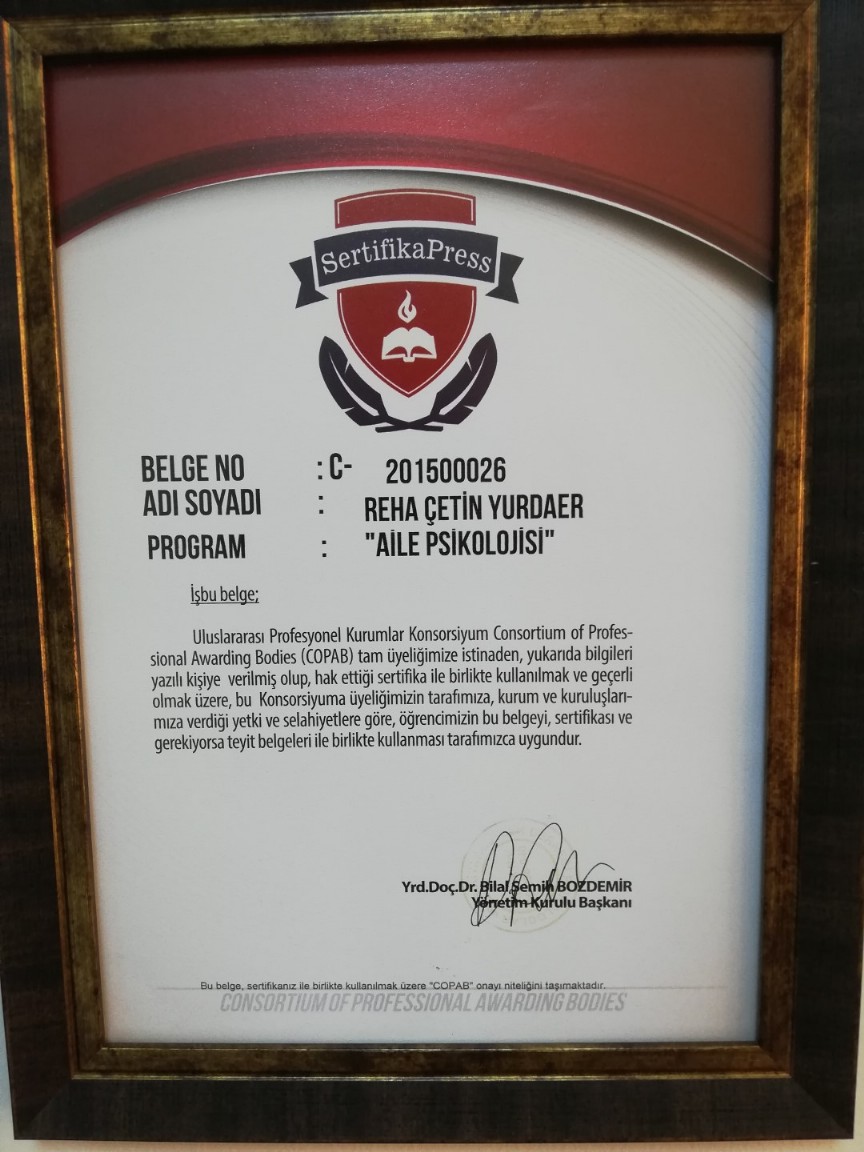 SertifikaPress
BELGE NO : C- 201500026
ADI SOYADI : REHA ÇETİN YURDAER
PROGRAM : "AİLE PSİKOLOJİSİ"
İşbu belge;
Uluslararası Profesyonel Kurumlar Konsorsiyum Consortium of Profes-
sional Awarding Bodies (COPAB) tam üyeliğimize istinaden, yukarıda bilgileri
yazılı kişiye verilmiş olup, hak ettiği sertifika ile birlikte kullanılmak ve geçerli
olmak üzere, bu Konsorsiyuma üyeliğimizin tarafımıza, kurum ve kuruluşları-
mıza verdiği yetki ve selahiyetlere göre, öğrencimizin bu belgeyi, sertifikası ve
gerekiyorsa teyit belgeleri ile birlikte kullanması tarafımızca uygundur.
Yrd.Doç.Dr. Bilal Semih BOZDEMİR
Yönetim Kurulu Başkanı
Bu belge, sertifikanız ile birlikte kullanılmak üzere "COPAB" onayı niteliğini taşımaktadır.
CONSORTIUM OF PROFESSIONAL AWARDING BODIES